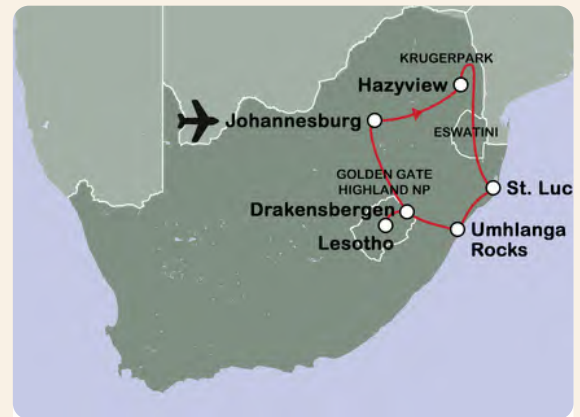 KRUGERPARK
Hazyview
Johannesburg
ESWATINI
GOLDEN GATE
HIGHLAND NP
St. Luc
Drakensbergen
Umhlanga
Rocks
Lesotho